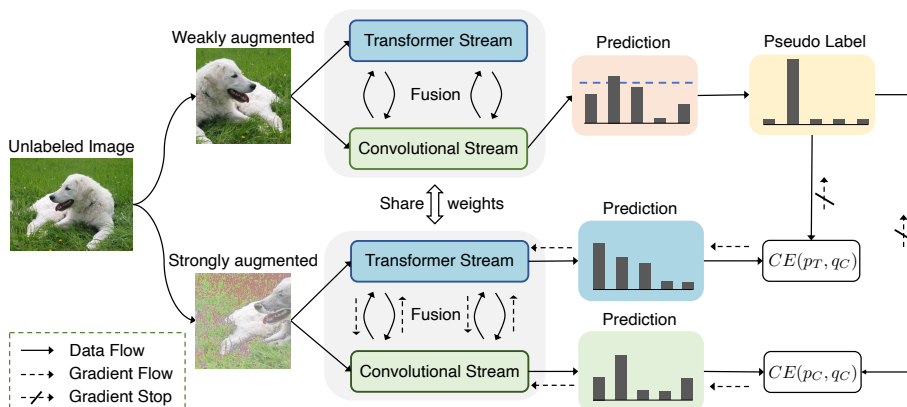 Weakly augmented
Transformer Stream
Fusion
Convolutional Stream
Prediction
Pseudo Label
Unlabeled Image
Share weights
Strongly augmented
Transformer Stream
Fusion
Convolutional Stream
Prediction
CE(p_T, q_C)
Prediction
CE(p_C, q_C)
Data Flow
Gradient Flow
Gradient Stop